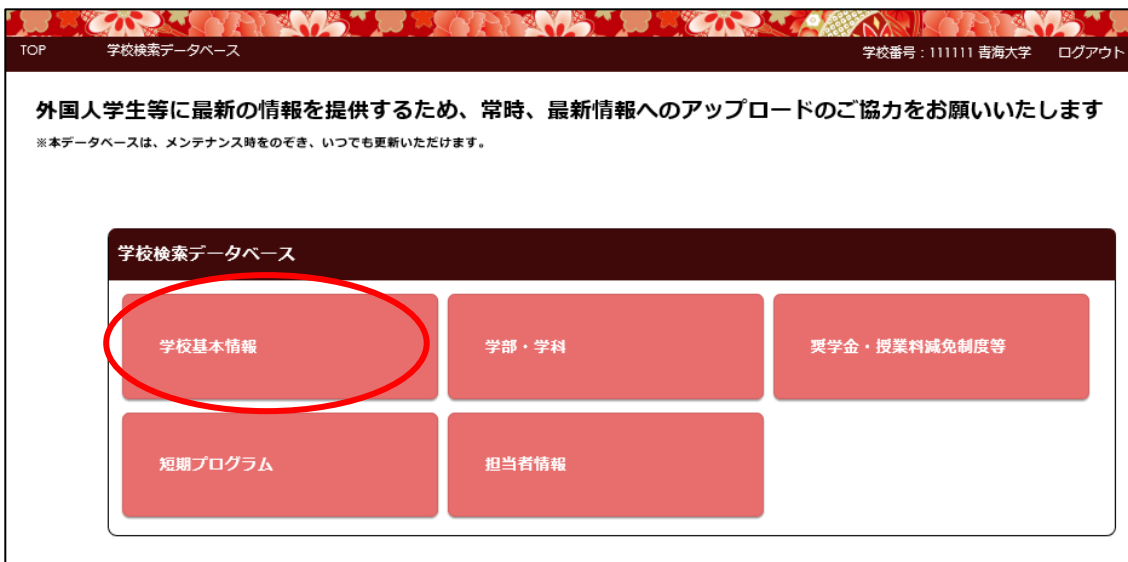 TOP 学校検索データベース 学校番号：111111 青海大学 ログアウト
外国人学生等に最新の情報を提供するため、常時、最新情報へのアップロードのご協力をお願いいたします
※本データベースは、メンテナンス時をのぞき、いつでも更新いただけます。
学校検索データベース
学校基本情報 学部・学科 奨学金・授業料減免制度等
短期プログラム 担当者情報